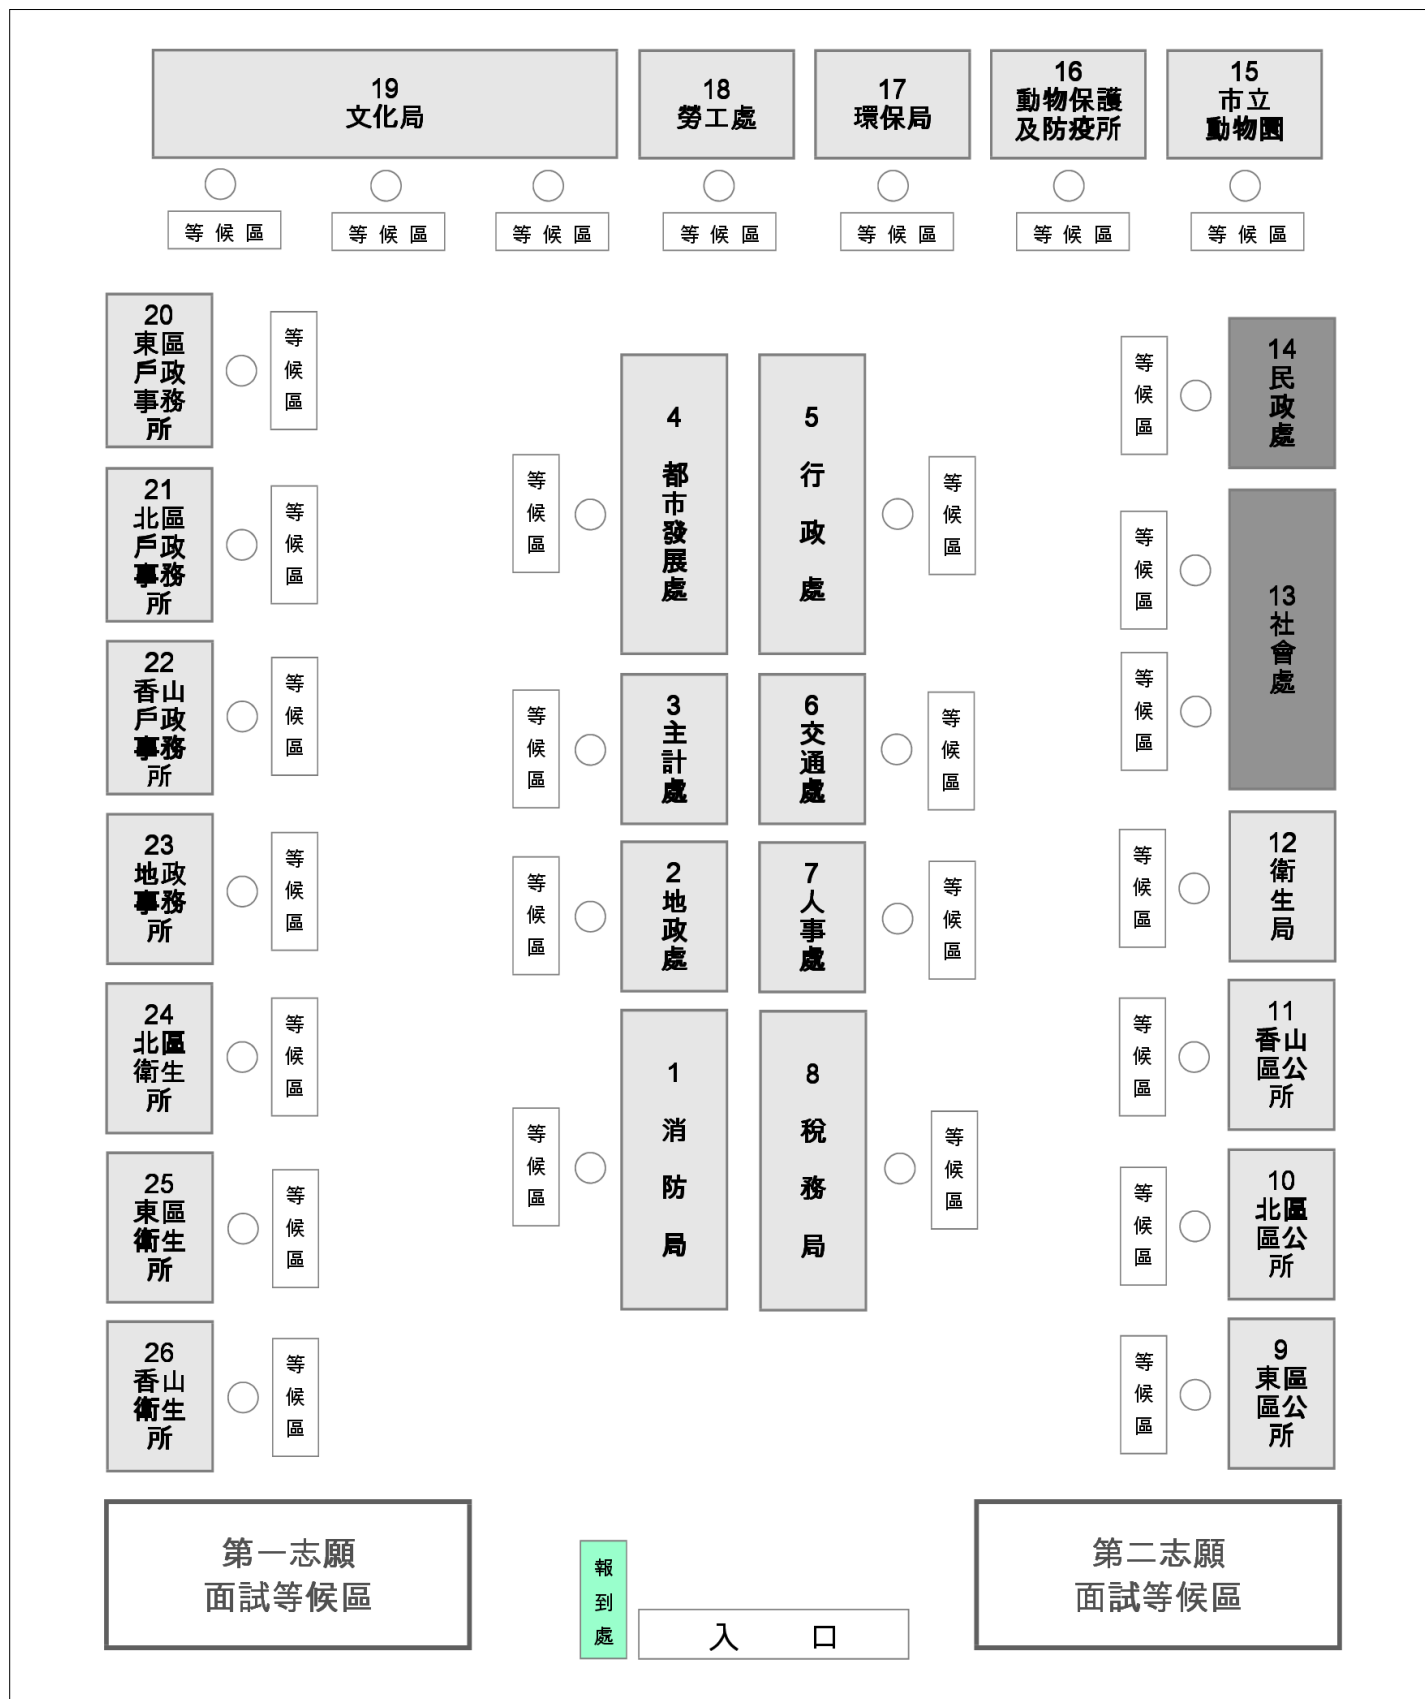 19
文化局
18
勞工處
17
環保局
16
動物保護
及防疫所
15
市立
動物園
等候區
等候區
等候區
等候區
等候區
等候區
等候區
20
東區
戶政
事務
所
等候區
21
北區
戶政
事務
所
等候區
22
香山
戶政
事務
所
等候區
23
地政
事務
所
等候區
24
北區
衛生
所
等候區
25
東區
衛生
所
等候區
26
香山
衛生
所
等候區
等候區
4
都市發展處
等候區
3
主計處
等候區
2
地政處
等候區
1
消防局
5
行政處
等候區
6
交通處
等候區
7
人事處
等候區
8
稅務局
等候區
等候區
14
民政處
等候區
等候區
13
社會處
等候區
12
衛生局
等候區
11
香山
區公
所
等候區
10
北區
區公
所
等候區
9
東區
區公
所
第一志願
面試等候區
報到處
入口
第二志願
面試等候區